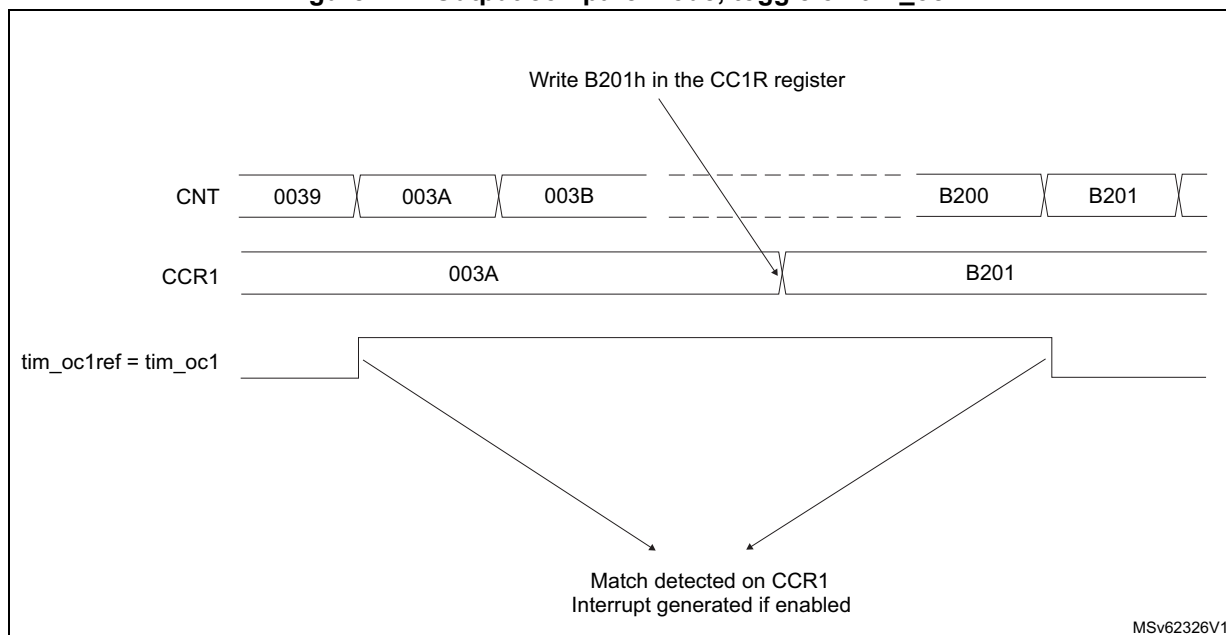 Write B201h in the CC1R register
CNT 0039 003A 003B B200 B201
CCR1 003A B201
tim_oc1ref = tim_oc1
Match detected on CCR1
Interrupt generated if enabled
MSv62326V1